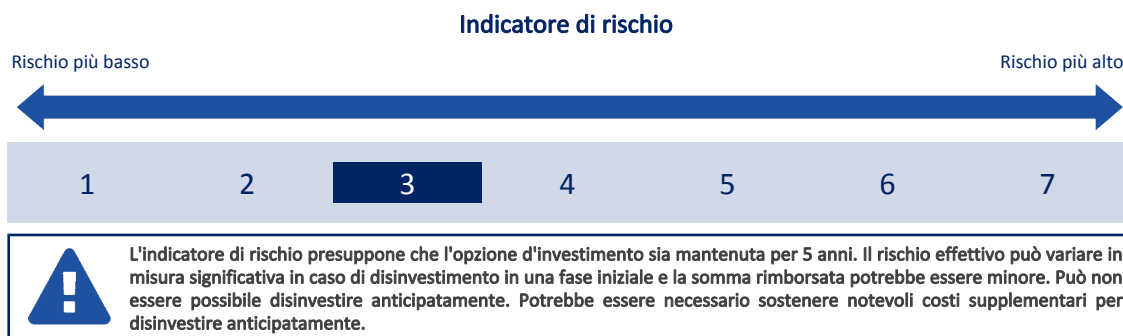 Indicatore di rischio
Rischio più basso
Rischio più alto
1 2 3 4 5 6 7
L'indicatore di rischio presuppone che l'opzione d'investimento sia mantenuta per 5 anni. Il rischio effettivo può variare in
misura significativa in caso di disinvestimento in una fase iniziale e la somma rimborsata potrebbe essere minore. Può non
essere possibile disinvestire anticipatamente. Potrebbe essere necessario sostenere notevoli costi supplementari per
disinvestire anticipatamente.